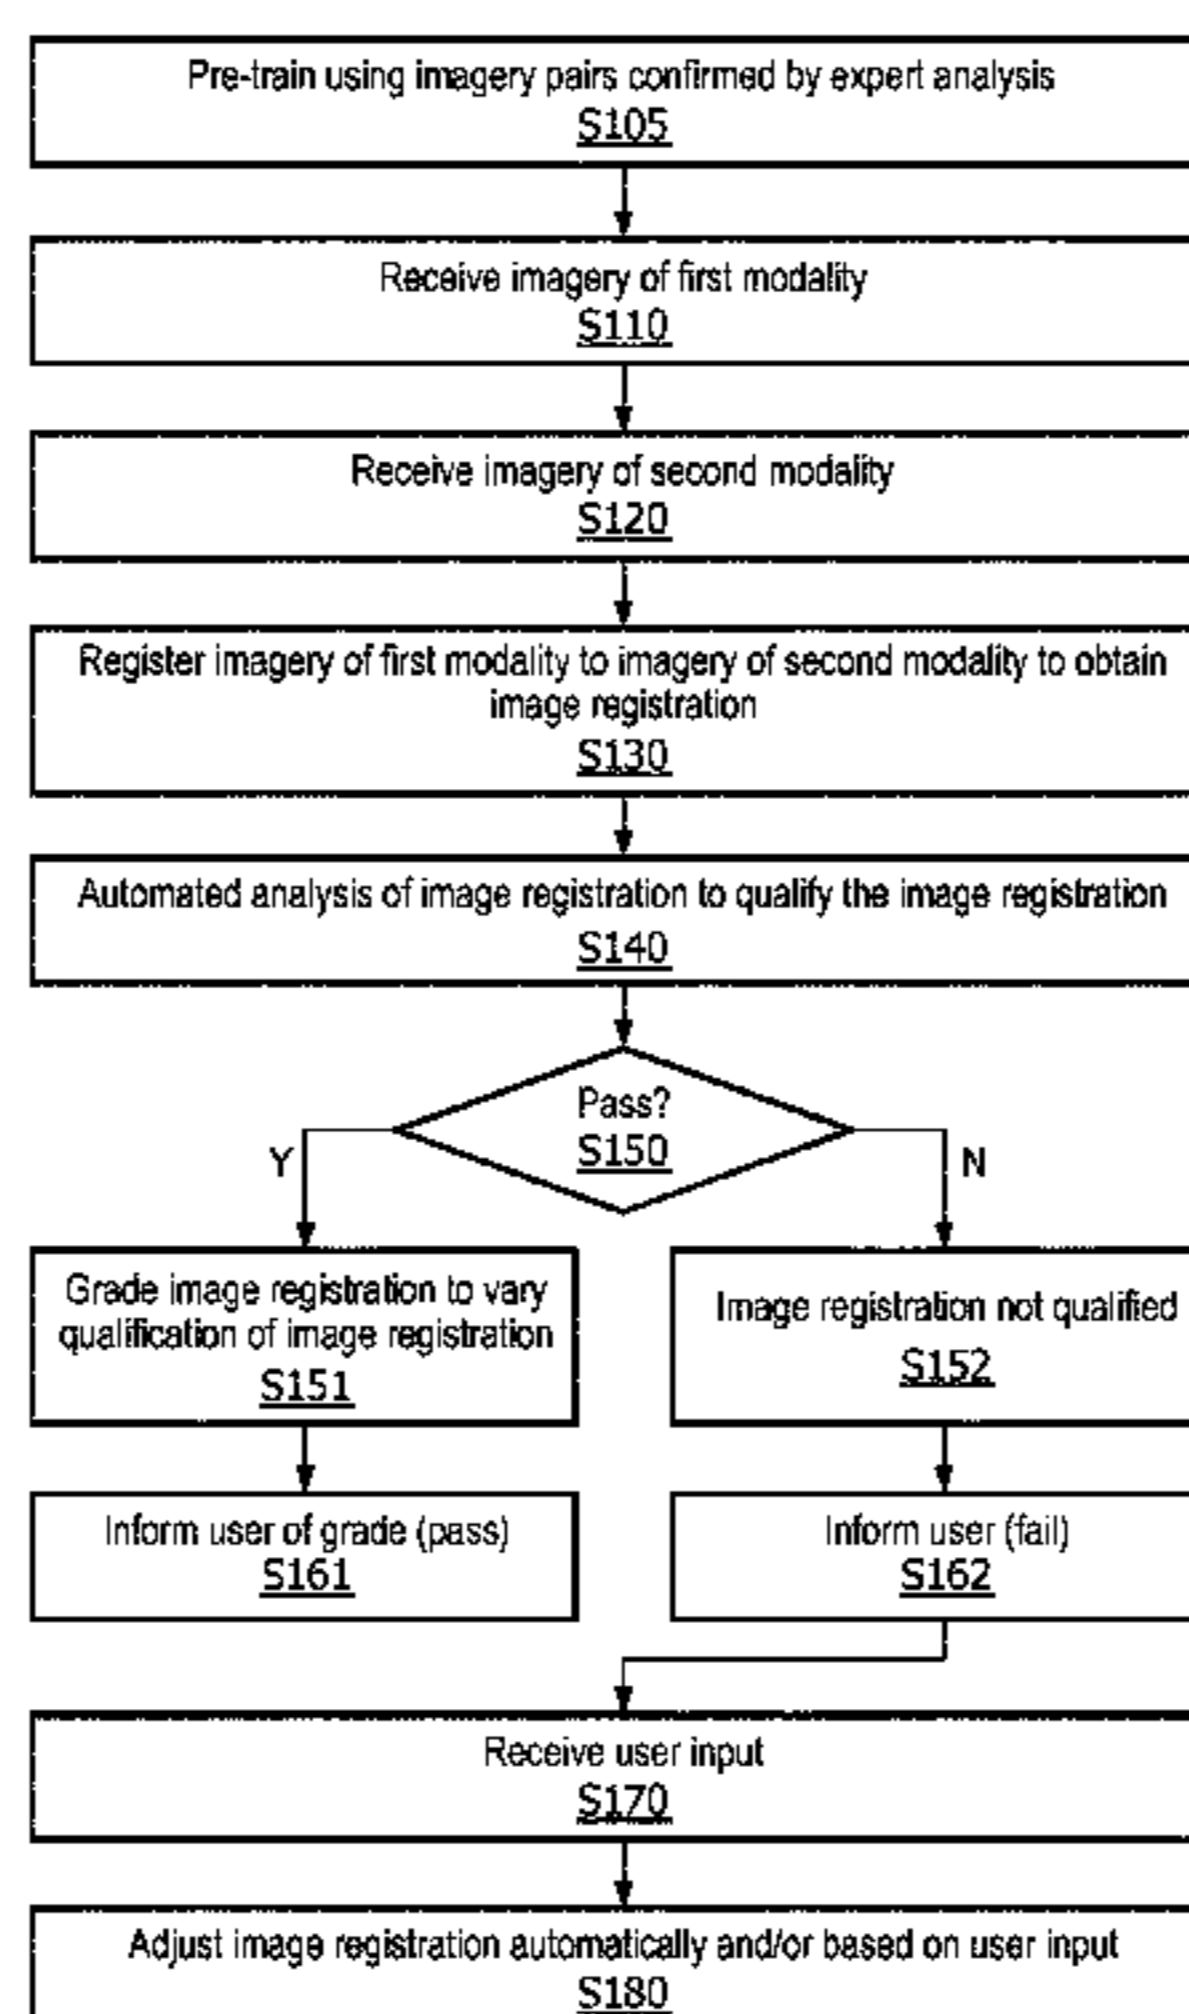 Pre-train using imagery pairs confirmed by expert analysis
S105
Receive imagery of first modality
S110
Receive imagery of second modality
S120
Register imagery of first modality to imagery of second modality to obtain
image registration
S130
Automated analysis of image registration to qualify the image registration
S140
Pass?
S150
Y
N
Grade image registration to vary
qualification of image registration
S151
Image registration not qualified
S152
Inform user of grade (pass)
S161
Inform user (fail)
S162
Receive user input
S170
Adjust image registration automatically and/or based on user input
S180